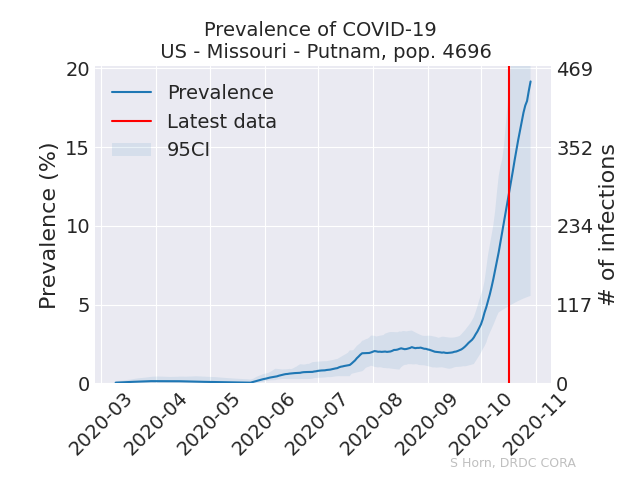 Prevalence of COVID-19
US - Missouri - Putnam, pop. 4696
Prevalence (%)
20
15
10
5
0
Prevalence
Latest data
95CI
469
352
234
117
0
# of infections
2020-03
2020-04
2020-05
2020-06
2020-07
2020-08
2020-09
2020-10
2020-11
S Horn, DRDC CORA